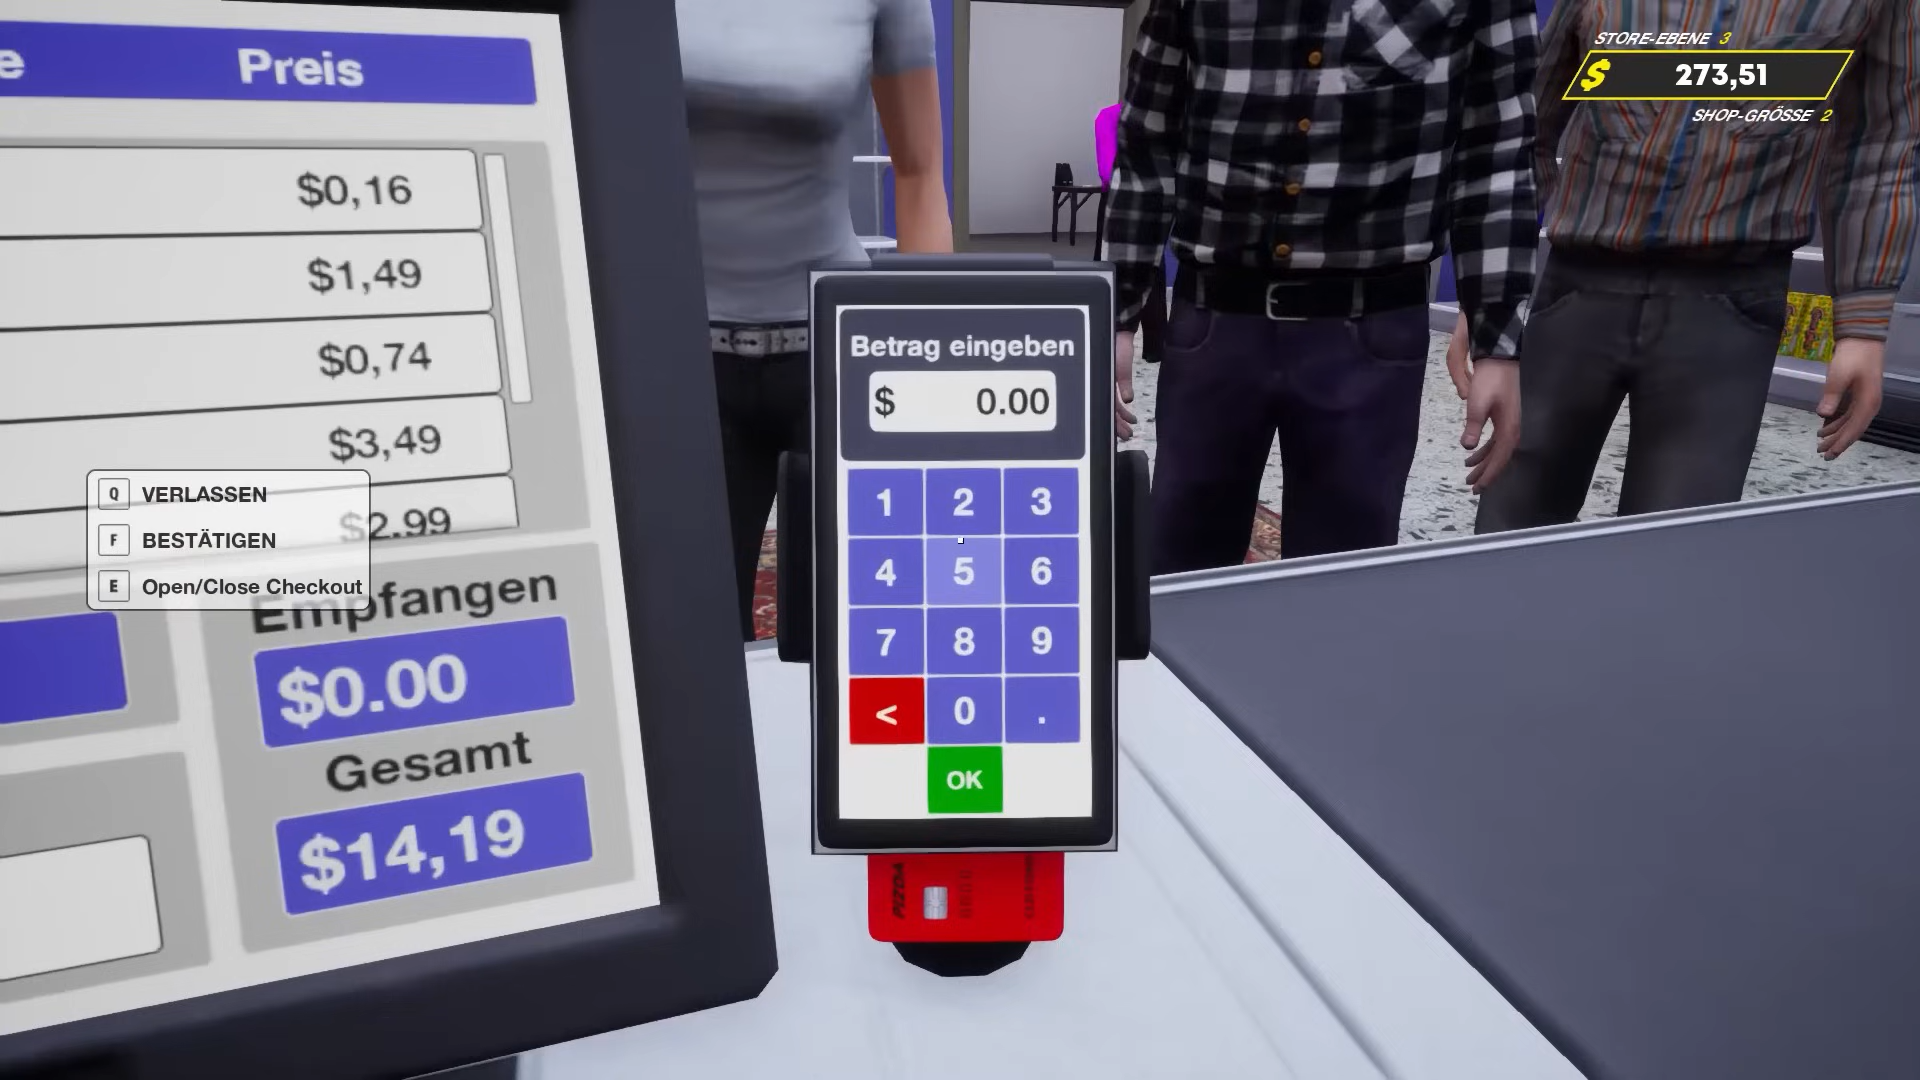 e Preis
$0,16
$1,49
$0,74
$3,49
$2,99
Q VERLASSEN
F BESTÄTIGEN
E Open/Close Checkout
Empfangen
$0.00
Gesamt
$14,19
Betrag eingeben
$ 0.00
1 2 3
4 5 6
7 8 9
< 0 .
OK
PIZDA
STORE-EBENE 3
$ 273,51
SHOP-GRÖSSE 2